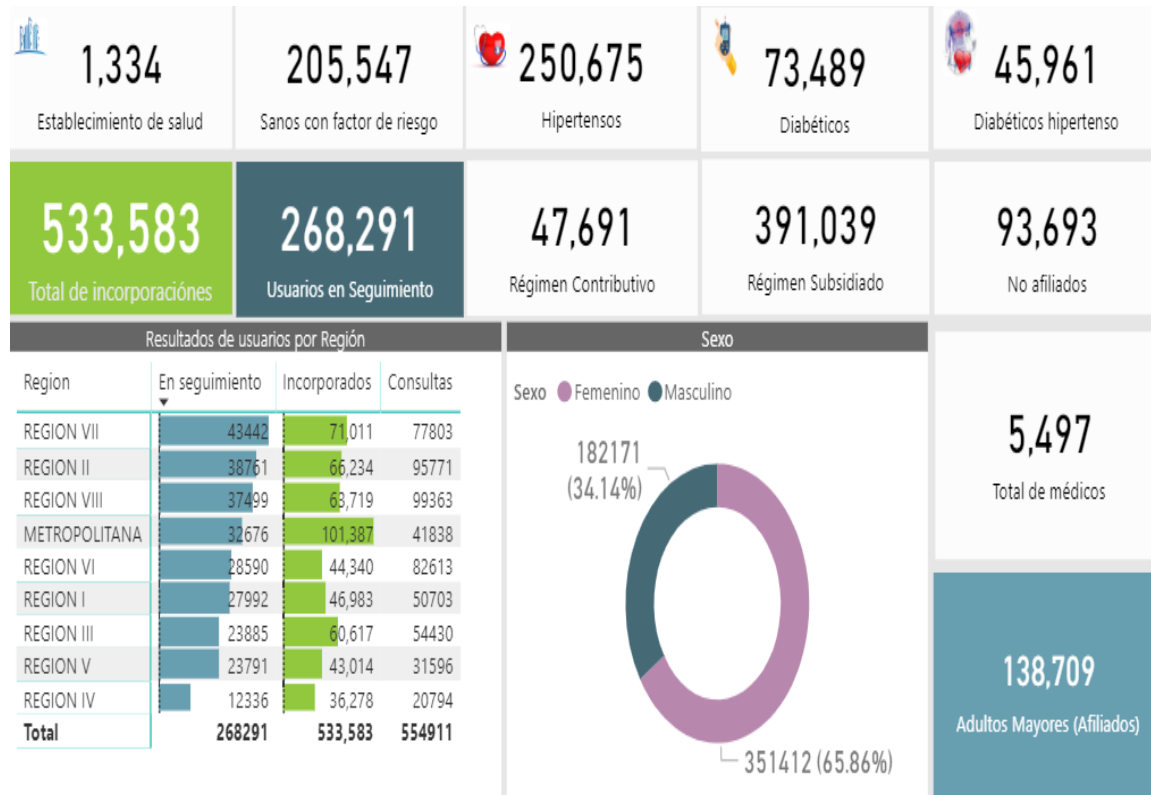 1,334
Establecimiento de salud
205,547
Sanos con factor de riesgo
250,675
Hipertensos
73,489
Diabéticos
45,961
Diabéticos hipertenso
533,583
Total de incorporaciónes
268,291
Usuarios en Seguimiento
47,691
Régimen Contributivo
391,039
Régimen Subsidiado
93,693
No afiliados
Resultados de usuarios por Región
Region En seguimiento Incorporados Consultas
REGION VII 43442 71,011 77803
REGION II 38761 66,234 95771
REGION VIII 37499 63,719 99363
METROPOLITANA 32676 101,387 41838
REGION VI 28590 44,340 82613
REGION I 27992 46,983 50703
REGION III 23885 60,617 54430
REGION V 23791 43,014 31596
REGION IV 12336 36,278 20794
Total 268291 533,583 554911
Sexo
Sexo Femenino Masculino
182171
(34.14%)
351412 (65.86%)
5,497
Total de médicos
138,709
Adultos Mayores (Afiliados)